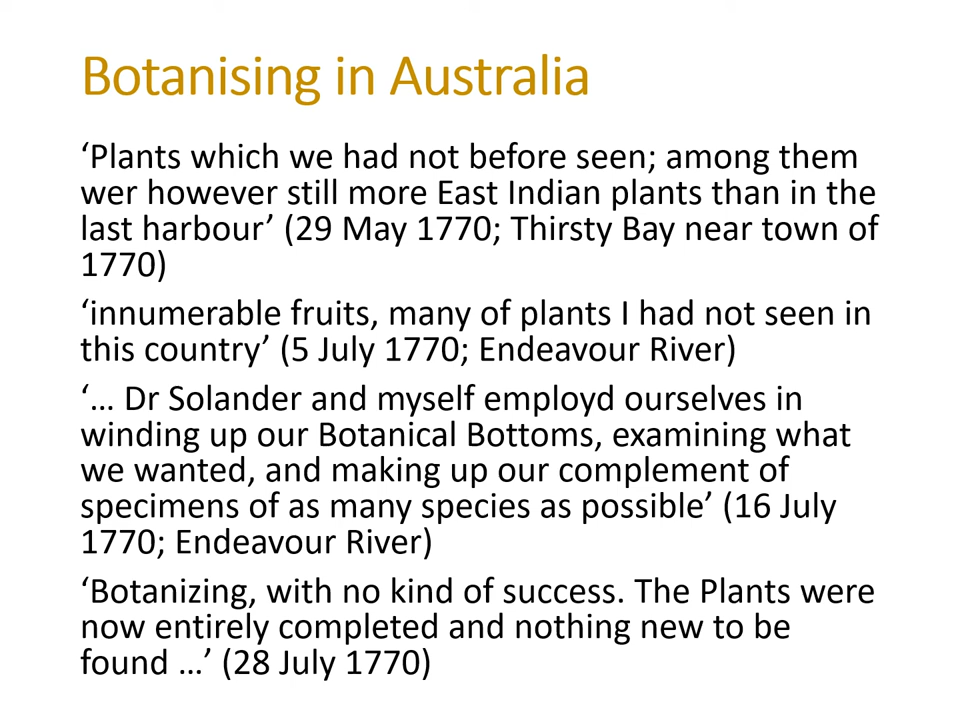 Botanising in Australia
‘Plants which we had not before seen; among them
wer however still more East Indian plants than in the
last harbour’ (29 May 1770; Thirsty Bay near town of
1770)
‘innumerable fruits, many of plants I had not seen in
this country’ (5 July 1770; Endeavour River)
‘… Dr Solander and myself employd ourselves in
winding up our Botanical Bottoms, examining what
we wanted, and making up our complement of
specimens of as many species as possible’ (16 July
1770; Endeavour River)
‘Botanizing, with no kind of success. The Plants were
now entirely completed and nothing new to be
found …’ (28 July 1770)